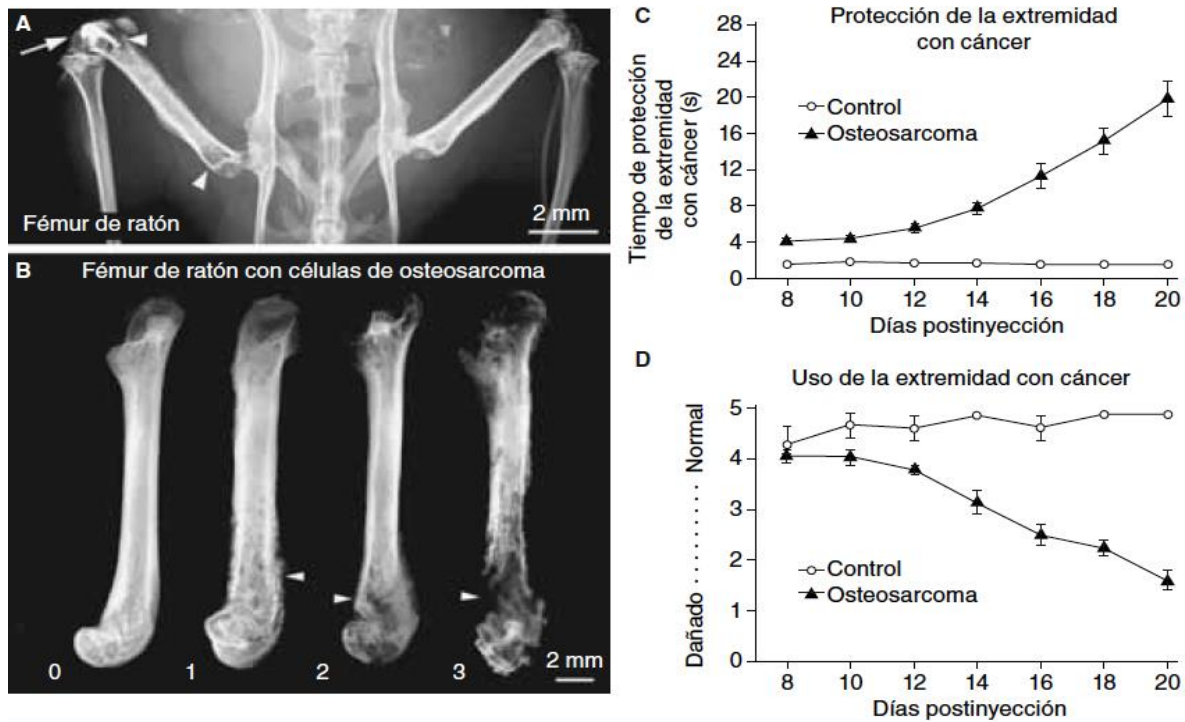 A
Fémur de ratón
2 mm
B
Fémur de ratón con células de osteosarcoma
0
1
2
3
2 mm
C
Protección de la extremidad
con cáncer
Tiempo de protección
de la extremidad
con cáncer (s)
28
24
20
16
12
8
4
0
Control
Osteosarcoma
8 10 12 14 16 18 20
Días postinyección
D
Uso de la extremidad con cáncer
Dañado .......... Normal
5
4
3
2
1
0
Control
Osteosarcoma
8 10 12 14 16 18 20
Días postinyección